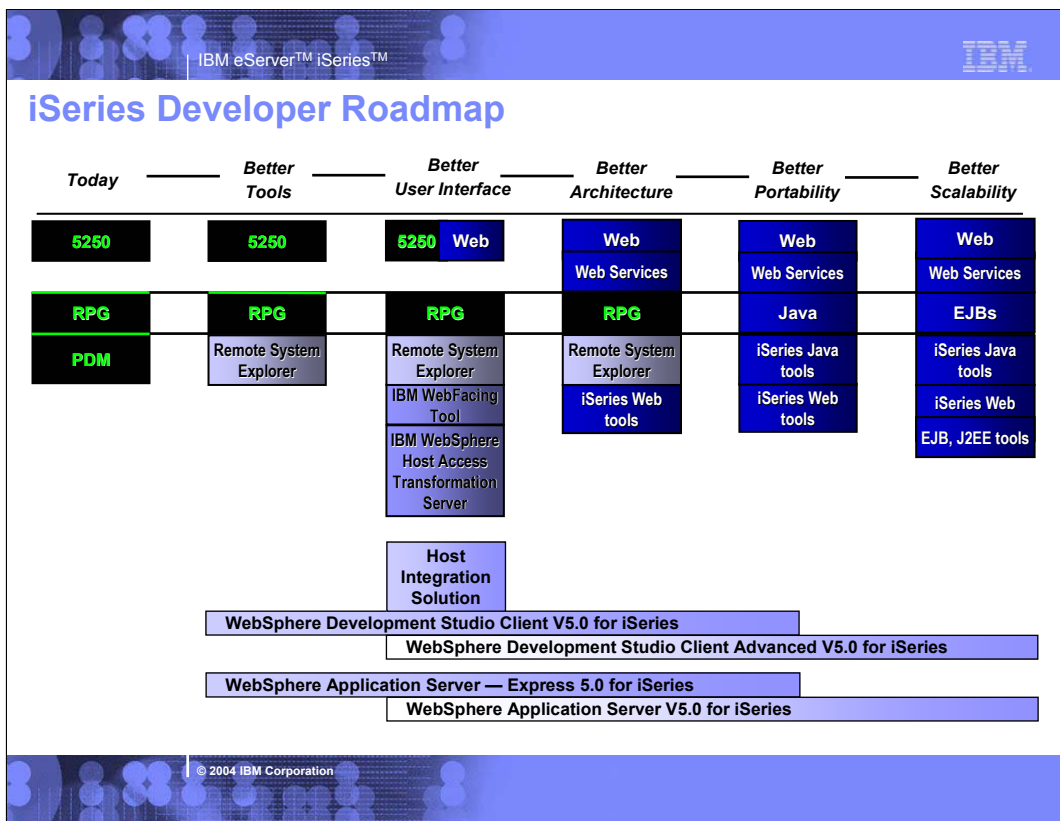 IBM eServer™ iSeries™
IBM.
iSeries Developer Roadmap
Today
Better
Tools
Better
User Interface
Better
Architecture
Better
Portability
Better
Scalability
5250
5250
5250 Web
Web
Web
Web
Web Services
Web Services
Web Services
RPG
RPG
RPG
RPG
Java
EJBs
PDM
Remote System
Explorer
Remote System
Explorer
IBM WebFacing
Tool
IBM WebSphere
Host Access
Transformation
Server
Remote System
Explorer
iSeries Web
tools
iSeries Java
tools
iSeries Web
tools
iSeries Java
tools
iSeries Web
EJB, J2EE tools
Host
Integration
Solution
WebSphere Development Studio Client V5.0 for iSeries
WebSphere Development Studio Client Advanced V5.0 for iSeries
WebSphere Application Server — Express 5.0 for iSeries
WebSphere Application Server V5.0 for iSeries
© 2004 IBM Corporation